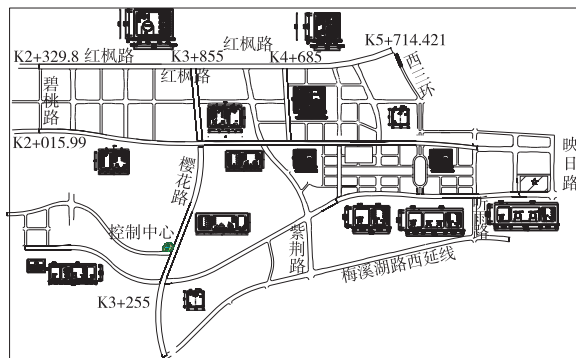 红枫路
K2+329.8 红枫路
K3+855
K4+685
K5+714.421
红枫路
西二环
碧桃路
K2+015.99
映日路
樱花路
控制中心
紫荆路
梅溪湖路西延线
K3+255